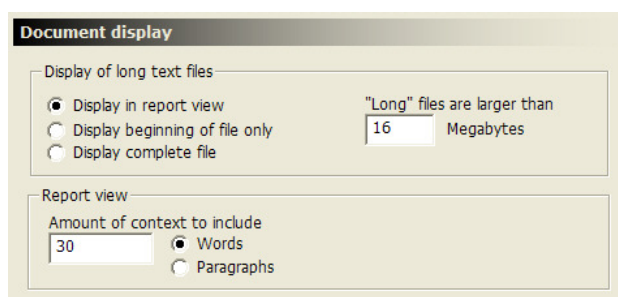 Document display
Display of long text files
Display in report view
"Long" files are larger than
Display beginning of file only
16 Megabytes
Display complete file
Report view
Amount of context to include
30
Words
Paragraphs